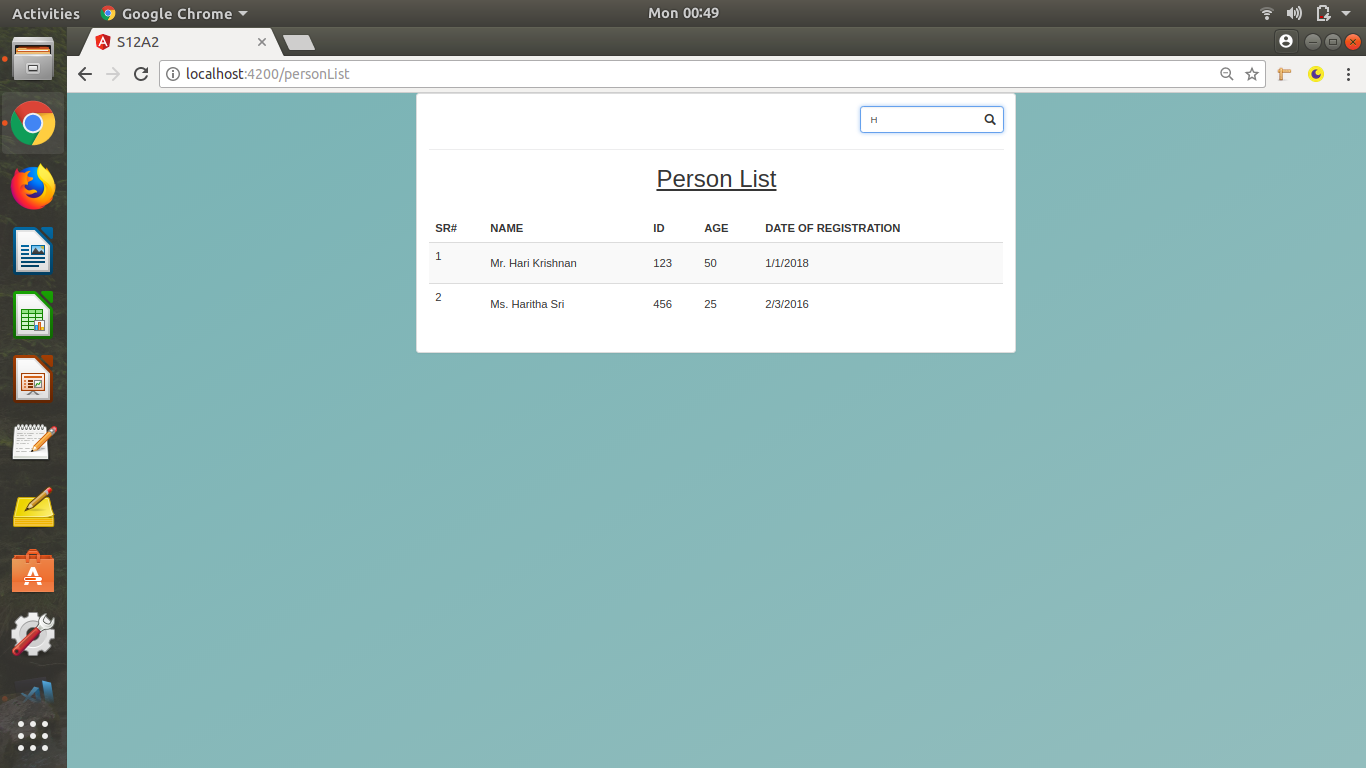 Activities Google Chrome Mon 00:49
S12A2
localhost:4200/personList
H
Person List
SR# NAME ID AGE DATE OF REGISTRATION
1 Mr. Hari Krishnan 123 50 1/1/2018
2 Ms. Haritha Sri 456 25 2/3/2016